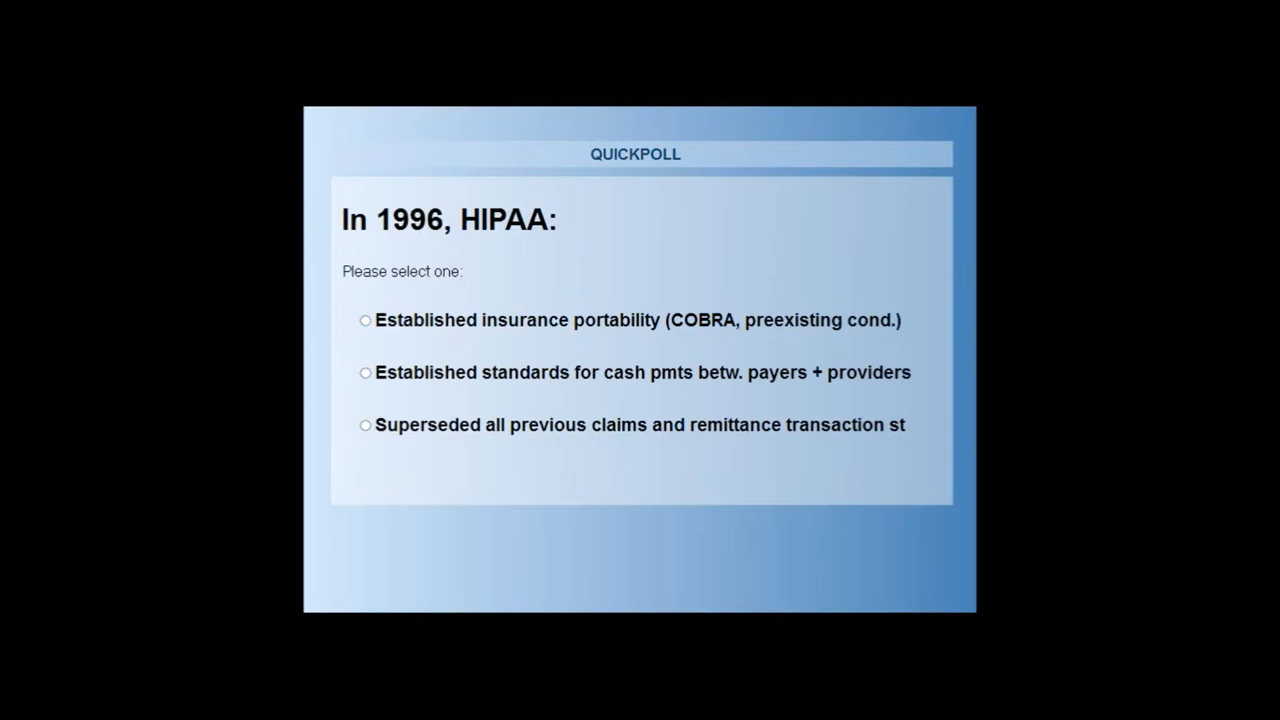 QUICKPOLL
In 1996, HIPAA:
Please select one:
Established insurance portability (COBRA, preexisting cond.)
Established standards for cash pmts betw. payers + providers
Superseded all previous claims and remittance transaction st